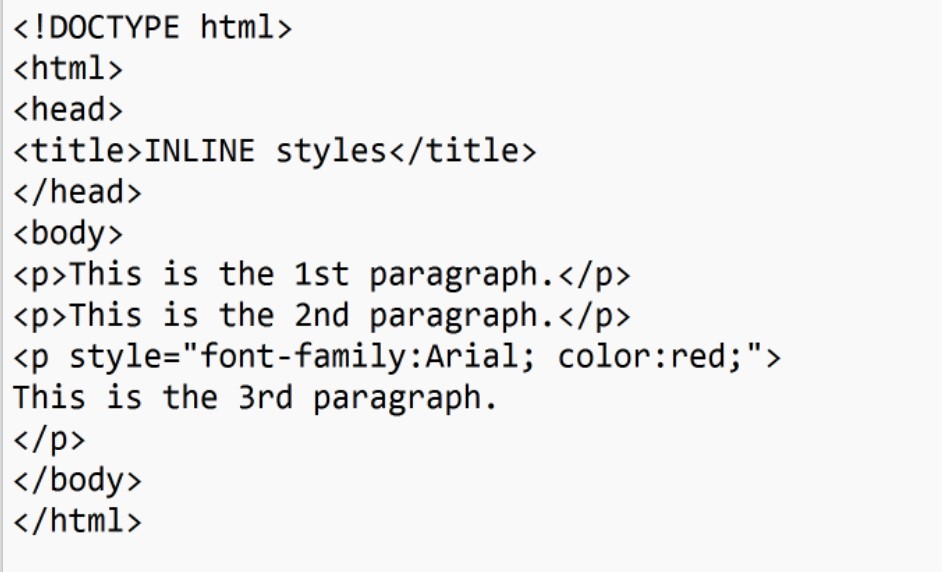 <!DOCTYPE html>
<html>
<head>
<title>INLINE styles</title>
</head>
<body>
<p>This is the 1st paragraph.</p>
<p>This is the 2nd paragraph.</p>
<p style="font-family:Arial; color:red;">
This is the 3rd paragraph.
</p>
</body>
</html>